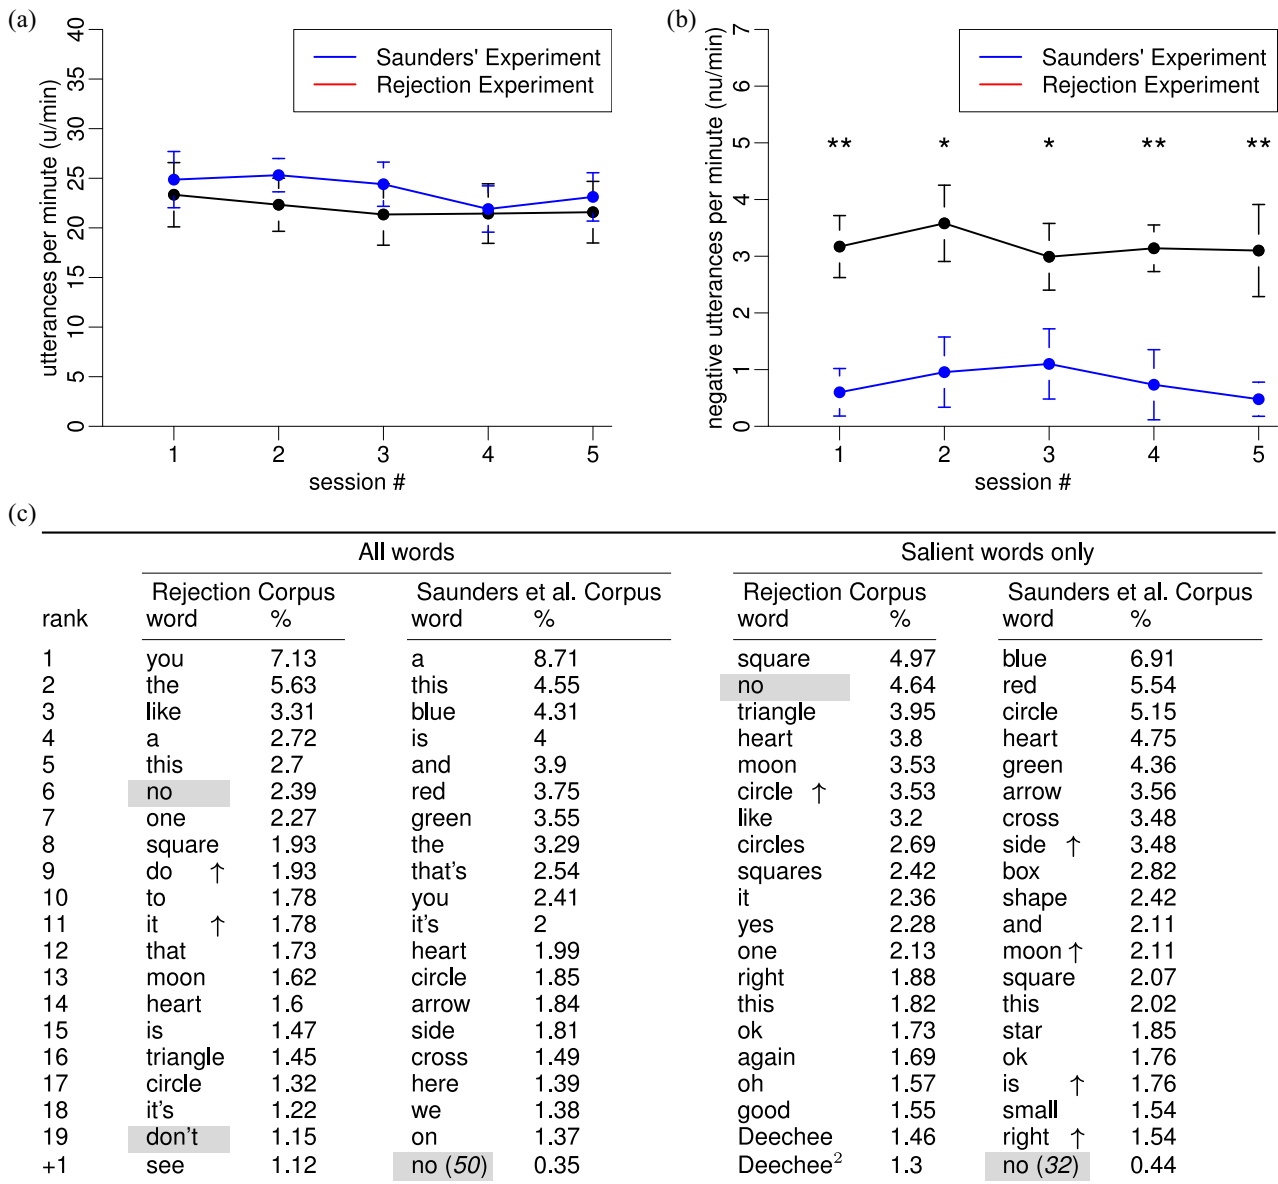 (a)
utterances per minute (u/min)
0 5 10 15 20 25 30 35 40
Saunders' Experiment
Rejection Experiment
1 2 3 4 5
session #
(b)
negative utterances per minute (nu/min)
0 1 2 3 4 5 6 7
Saunders' Experiment
Rejection Experiment
** * * ** **
1 2 3 4 5
session #
(c)
All words Salient words only
Rejection Corpus Saunders et al. Corpus Rejection Corpus Saunders et al. Corpus
rank word % word % word % word %
1 you 7.13 a 8.71 square 4.97 blue 6.91
2 the 5.63 this 4.55 no 4.64 red 5.54
3 like 3.31 blue 4.31 triangle 3.95 circle 5.15
4 a 2.72 is 4 heart 3.8 heart 4.75
5 this 2.7 and 3.9 moon 3.53 green 4.36
6 no 2.39 red 3.75 circle ↑ 3.53 arrow 3.56
7 one 2.27 green 3.55 like 3.2 cross 3.48
8 square 1.93 the 3.29 circles 2.69 side ↑ 3.48
9 do ↑ 1.93 that's 2.54 squares 2.42 box 2.82
10 to 1.78 you 2.41 it 2.36 shape 2.42
11 it ↑ 1.78 it's 2 yes 2.28 and 2.11
12 that 1.73 heart 1.99 one 2.13 moon ↑ 2.11
13 moon 1.62 circle 1.85 right 1.88 square 2.07
14 heart 1.6 arrow 1.84 this 1.82 this 2.02
15 is 1.47 side 1.81 ok 1.73 star 1.85
16 triangle 1.45 cross 1.49 again 1.69 ok 1.76
17 circle 1.32 here 1.39 oh 1.57 is ↑ 1.76
18 it's 1.22 we 1.38 good 1.55 small 1.54
19 don't 1.15 on 1.37 Deechee 1.46 right ↑ 1.54
+1 see 1.12 no (50) 0.35 Deechee² 1.3 no (32) 0.44